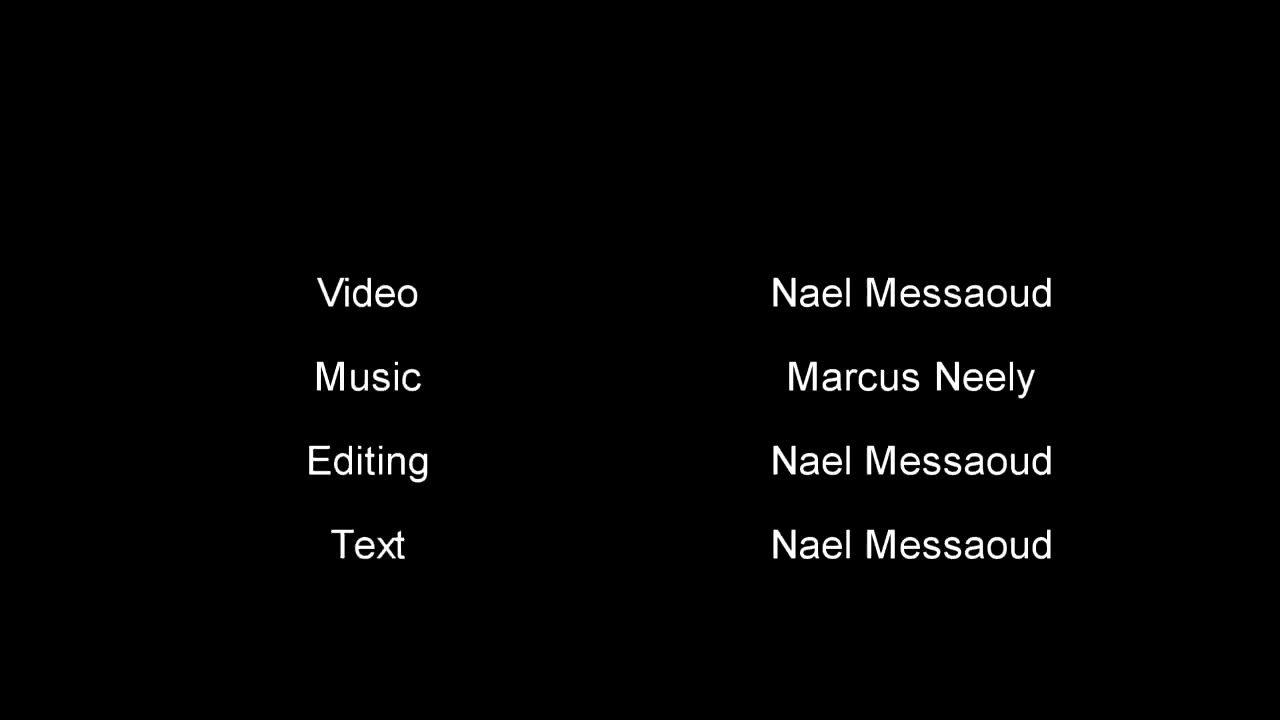 Video Nael Messaoud
Music Marcus Neely
Editing Nael Messaoud
Text Nael Messaoud